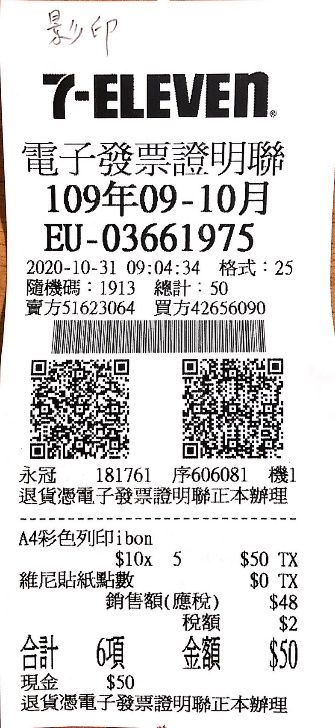 影印
7-ELEVEN
電子發票證明聯
109年09-10月
EU-03661975
2020-10-31 09:04:34 格式：25
隨機碼：1913 總計：50
賣方51623064 買方42656090
永冠 181761 序606081 機1
退貨憑電子發票證明聯正本辦理
A4彩色列印ibon
$10x 5 $50 TX
維尼貼紙點數 $0 TX
銷售額(應稅) $48
稅額 $2
合計 6項 金額 $50
現金 $50
退貨憑電子發票證明聯正本辦理